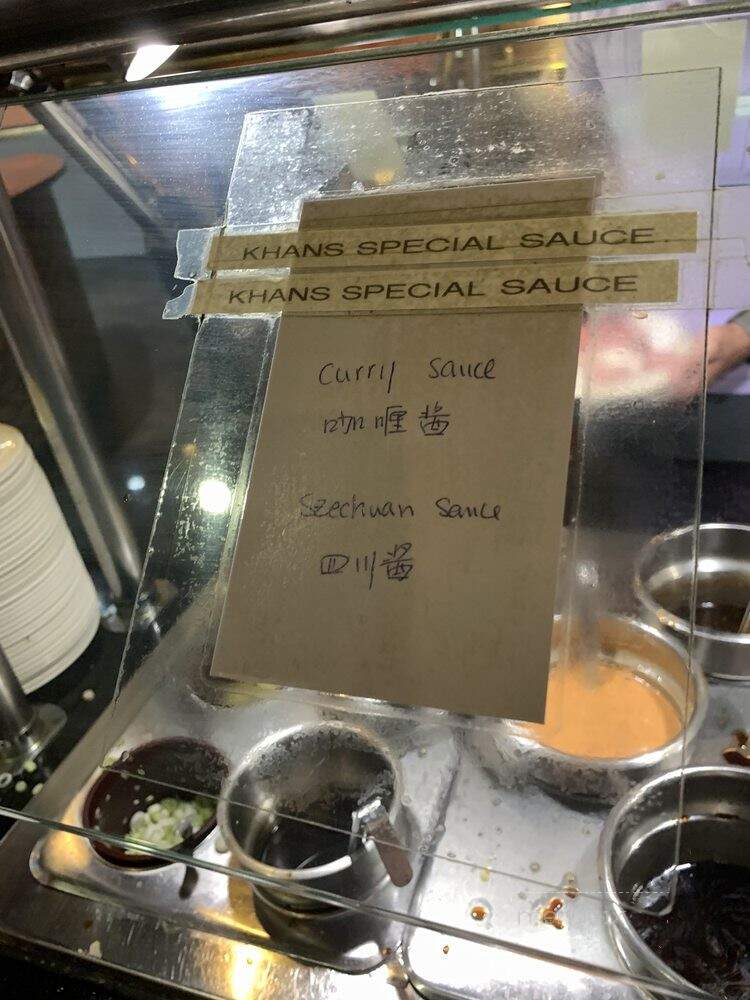 KHANS SPECIAL SAUCE
KHANS SPECIAL SAUCE
Curry Sauce
咖喱酱
Szechuan Sauce
四川酱